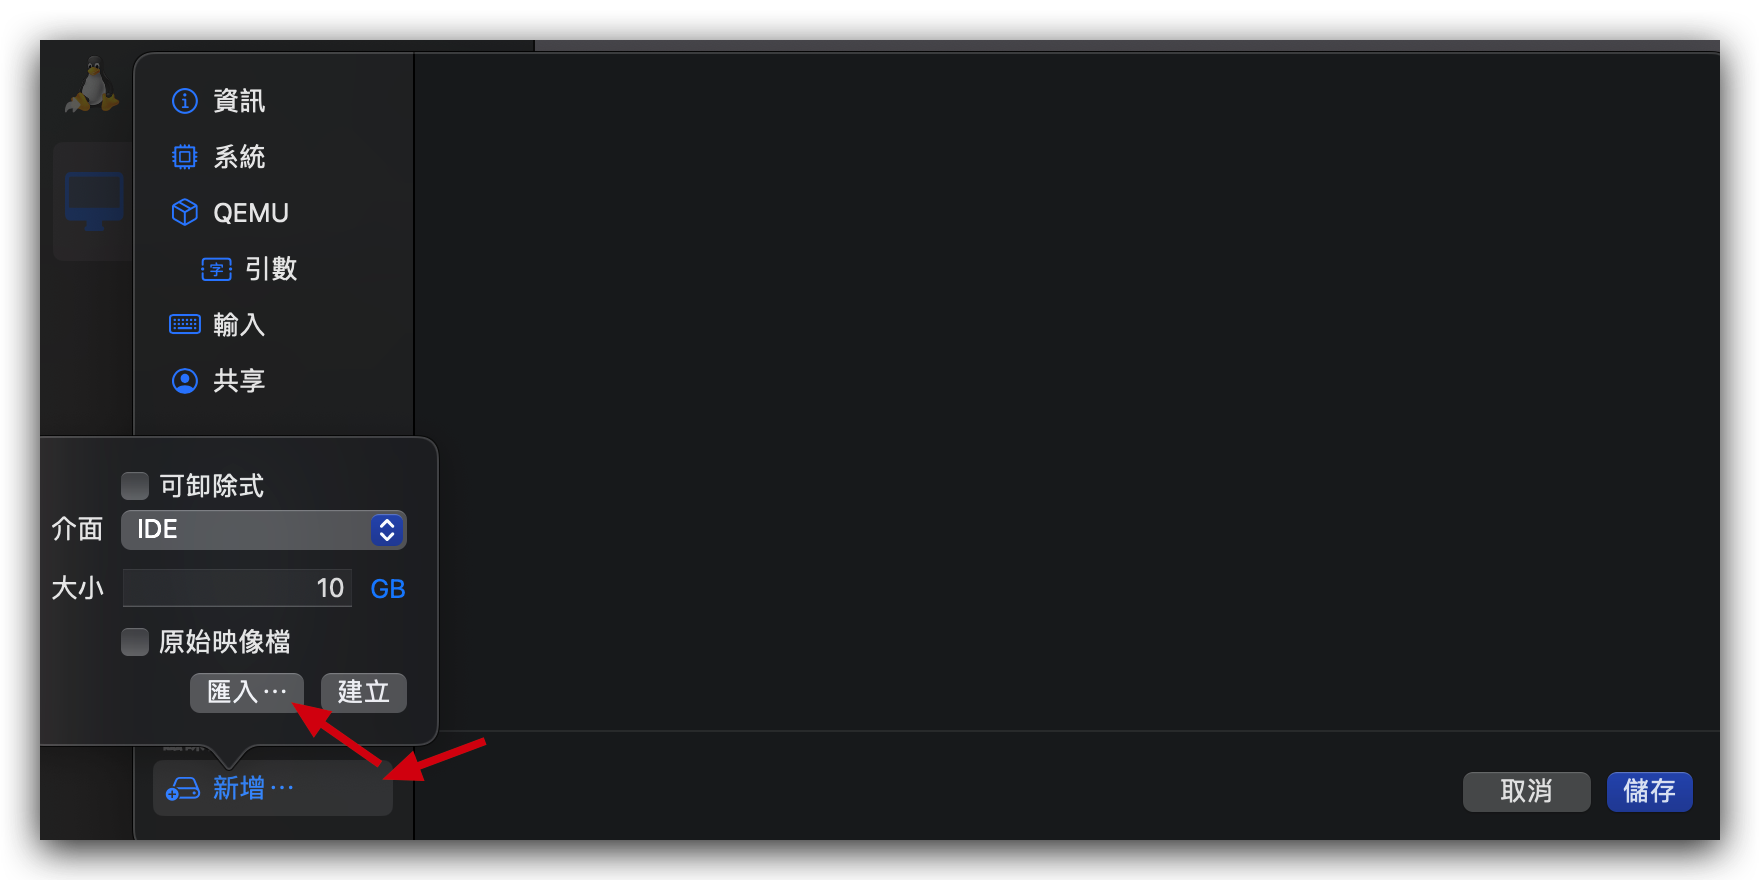 資訊
系統
QEMU
字 引數
輸入
共享
可卸除式
介面 IDE
大小 10 GB
原始映像檔
匯入… 建立
新增…
取消 儲存